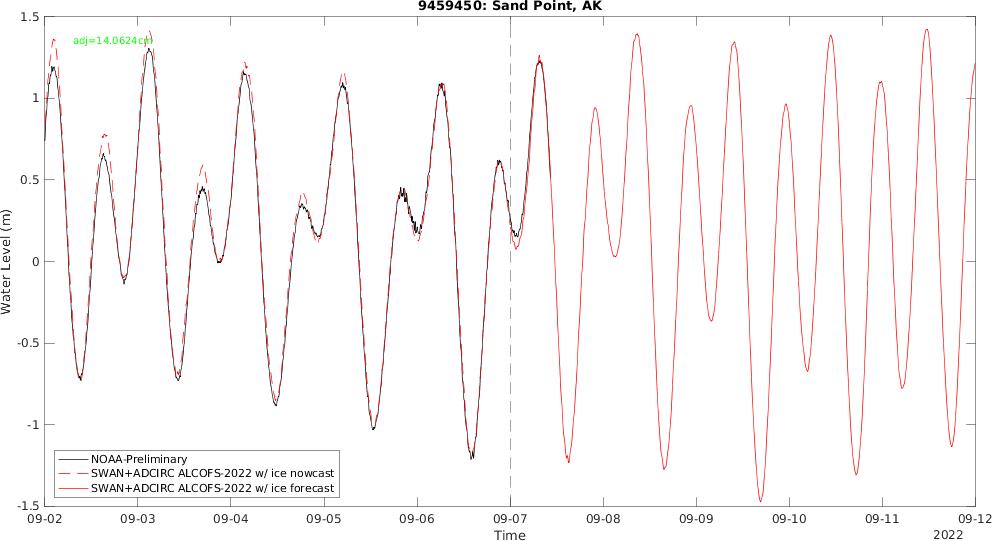 9459450: Sand Point, AK
adj=14.0624cm
1.5
1
0.5
0
-0.5
-1
-1.5
Water Level (m)
NOAA-Preliminary
SWAN+ADCIRC ALCOFS-2022 w/ ice nowcast
SWAN+ADCIRC ALCOFS-2022 w/ ice forecast
09-02 09-03 09-04 09-05 09-06 09-07 09-08 09-09 09-10 09-11 09-12
Time
2022